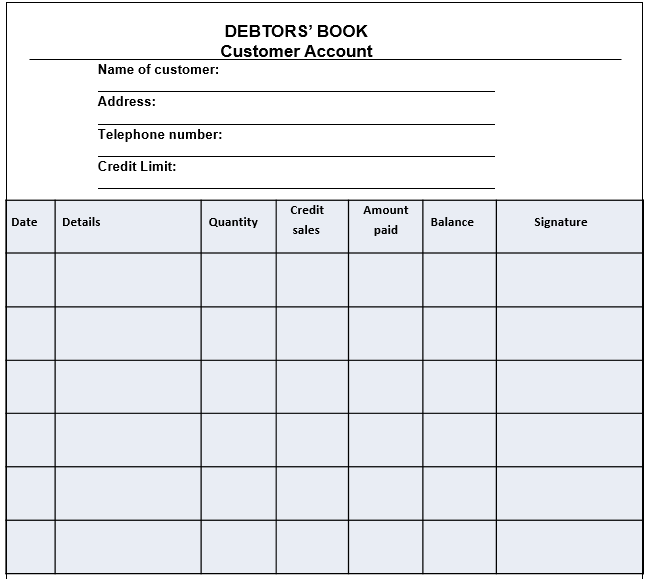 DEBTORS’ BOOK
Customer Account
Name of customer:
Address:
Telephone number:
Credit Limit:
Date Details Quantity Credit sales Amount paid Balance Signature